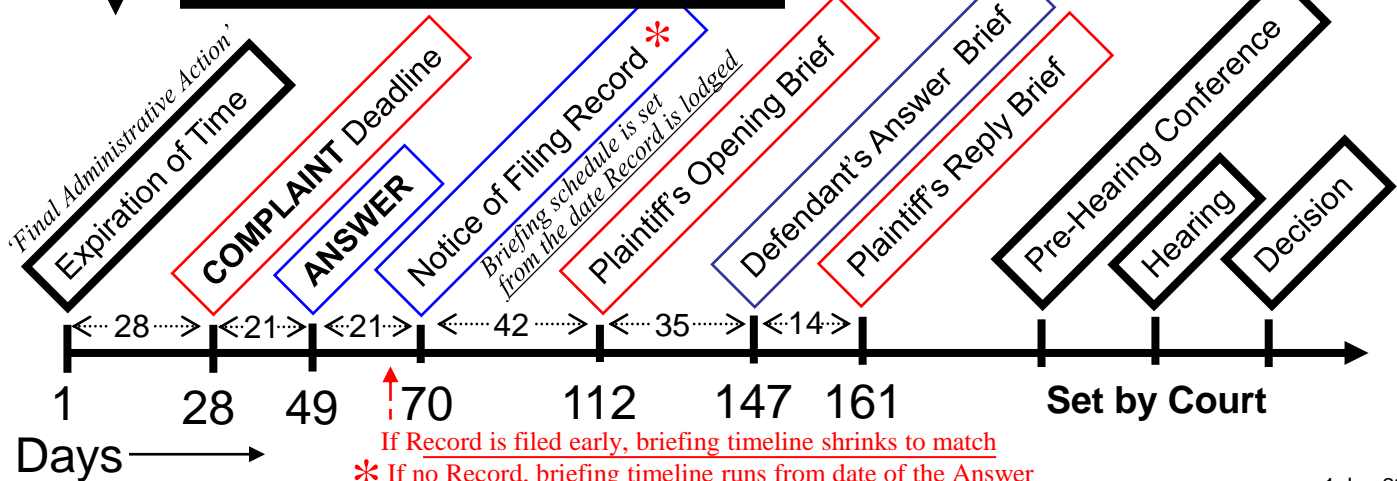 'Final Administrative Action'
Expiration of Time
COMPLAINT Deadline
ANSWER
Notice of Filing Record *
Briefing schedule is set
from the date Record is lodged
Plaintiff's Opening Brief
Defendant's Answer Brief
Plaintiff's Reply Brief
Pre-Hearing Conference
Hearing
Decision
28 21 21 42 35 14
1 28 49 70 112 147 161 Set by Court
Days
If Record is filed early, briefing timeline shrinks to match
* If no Record, briefing timeline runs from date of the Answer